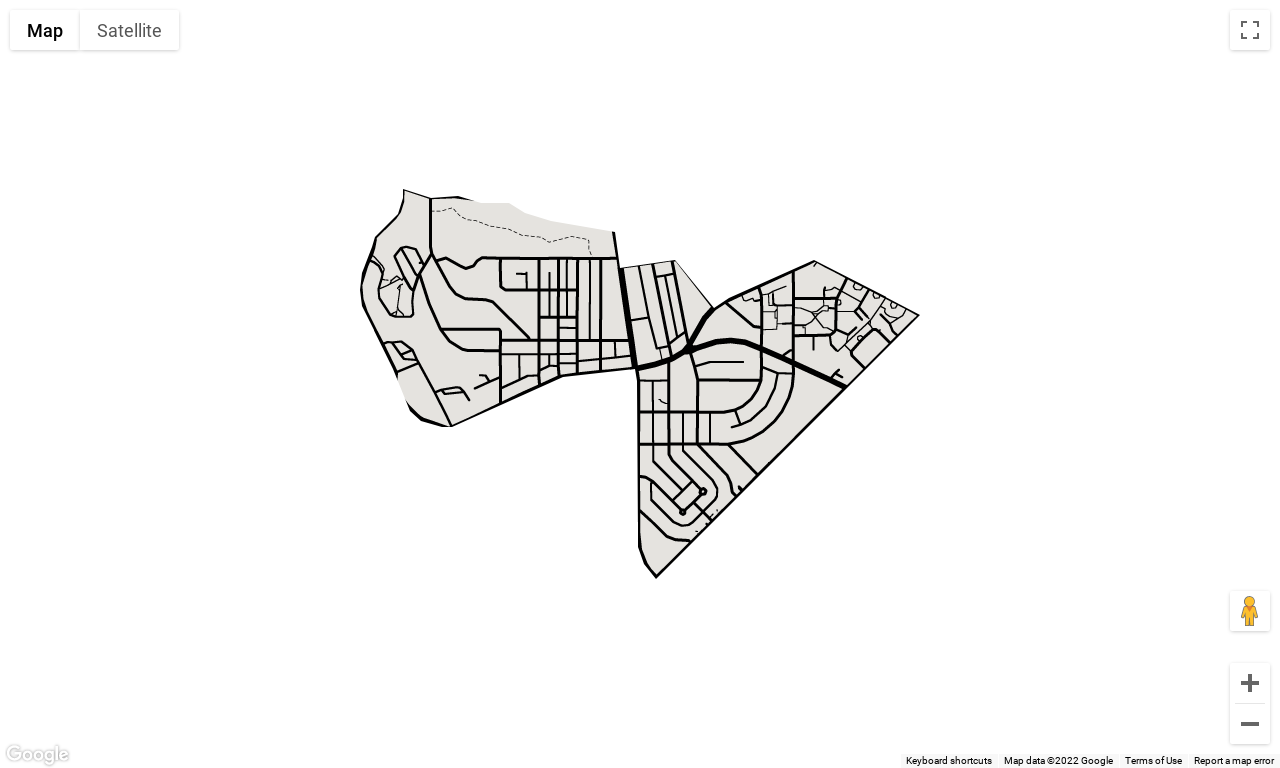 Map
Satellite
Google
Keyboard shortcuts
Map data ©2022 Google
Terms of Use
Report a map error